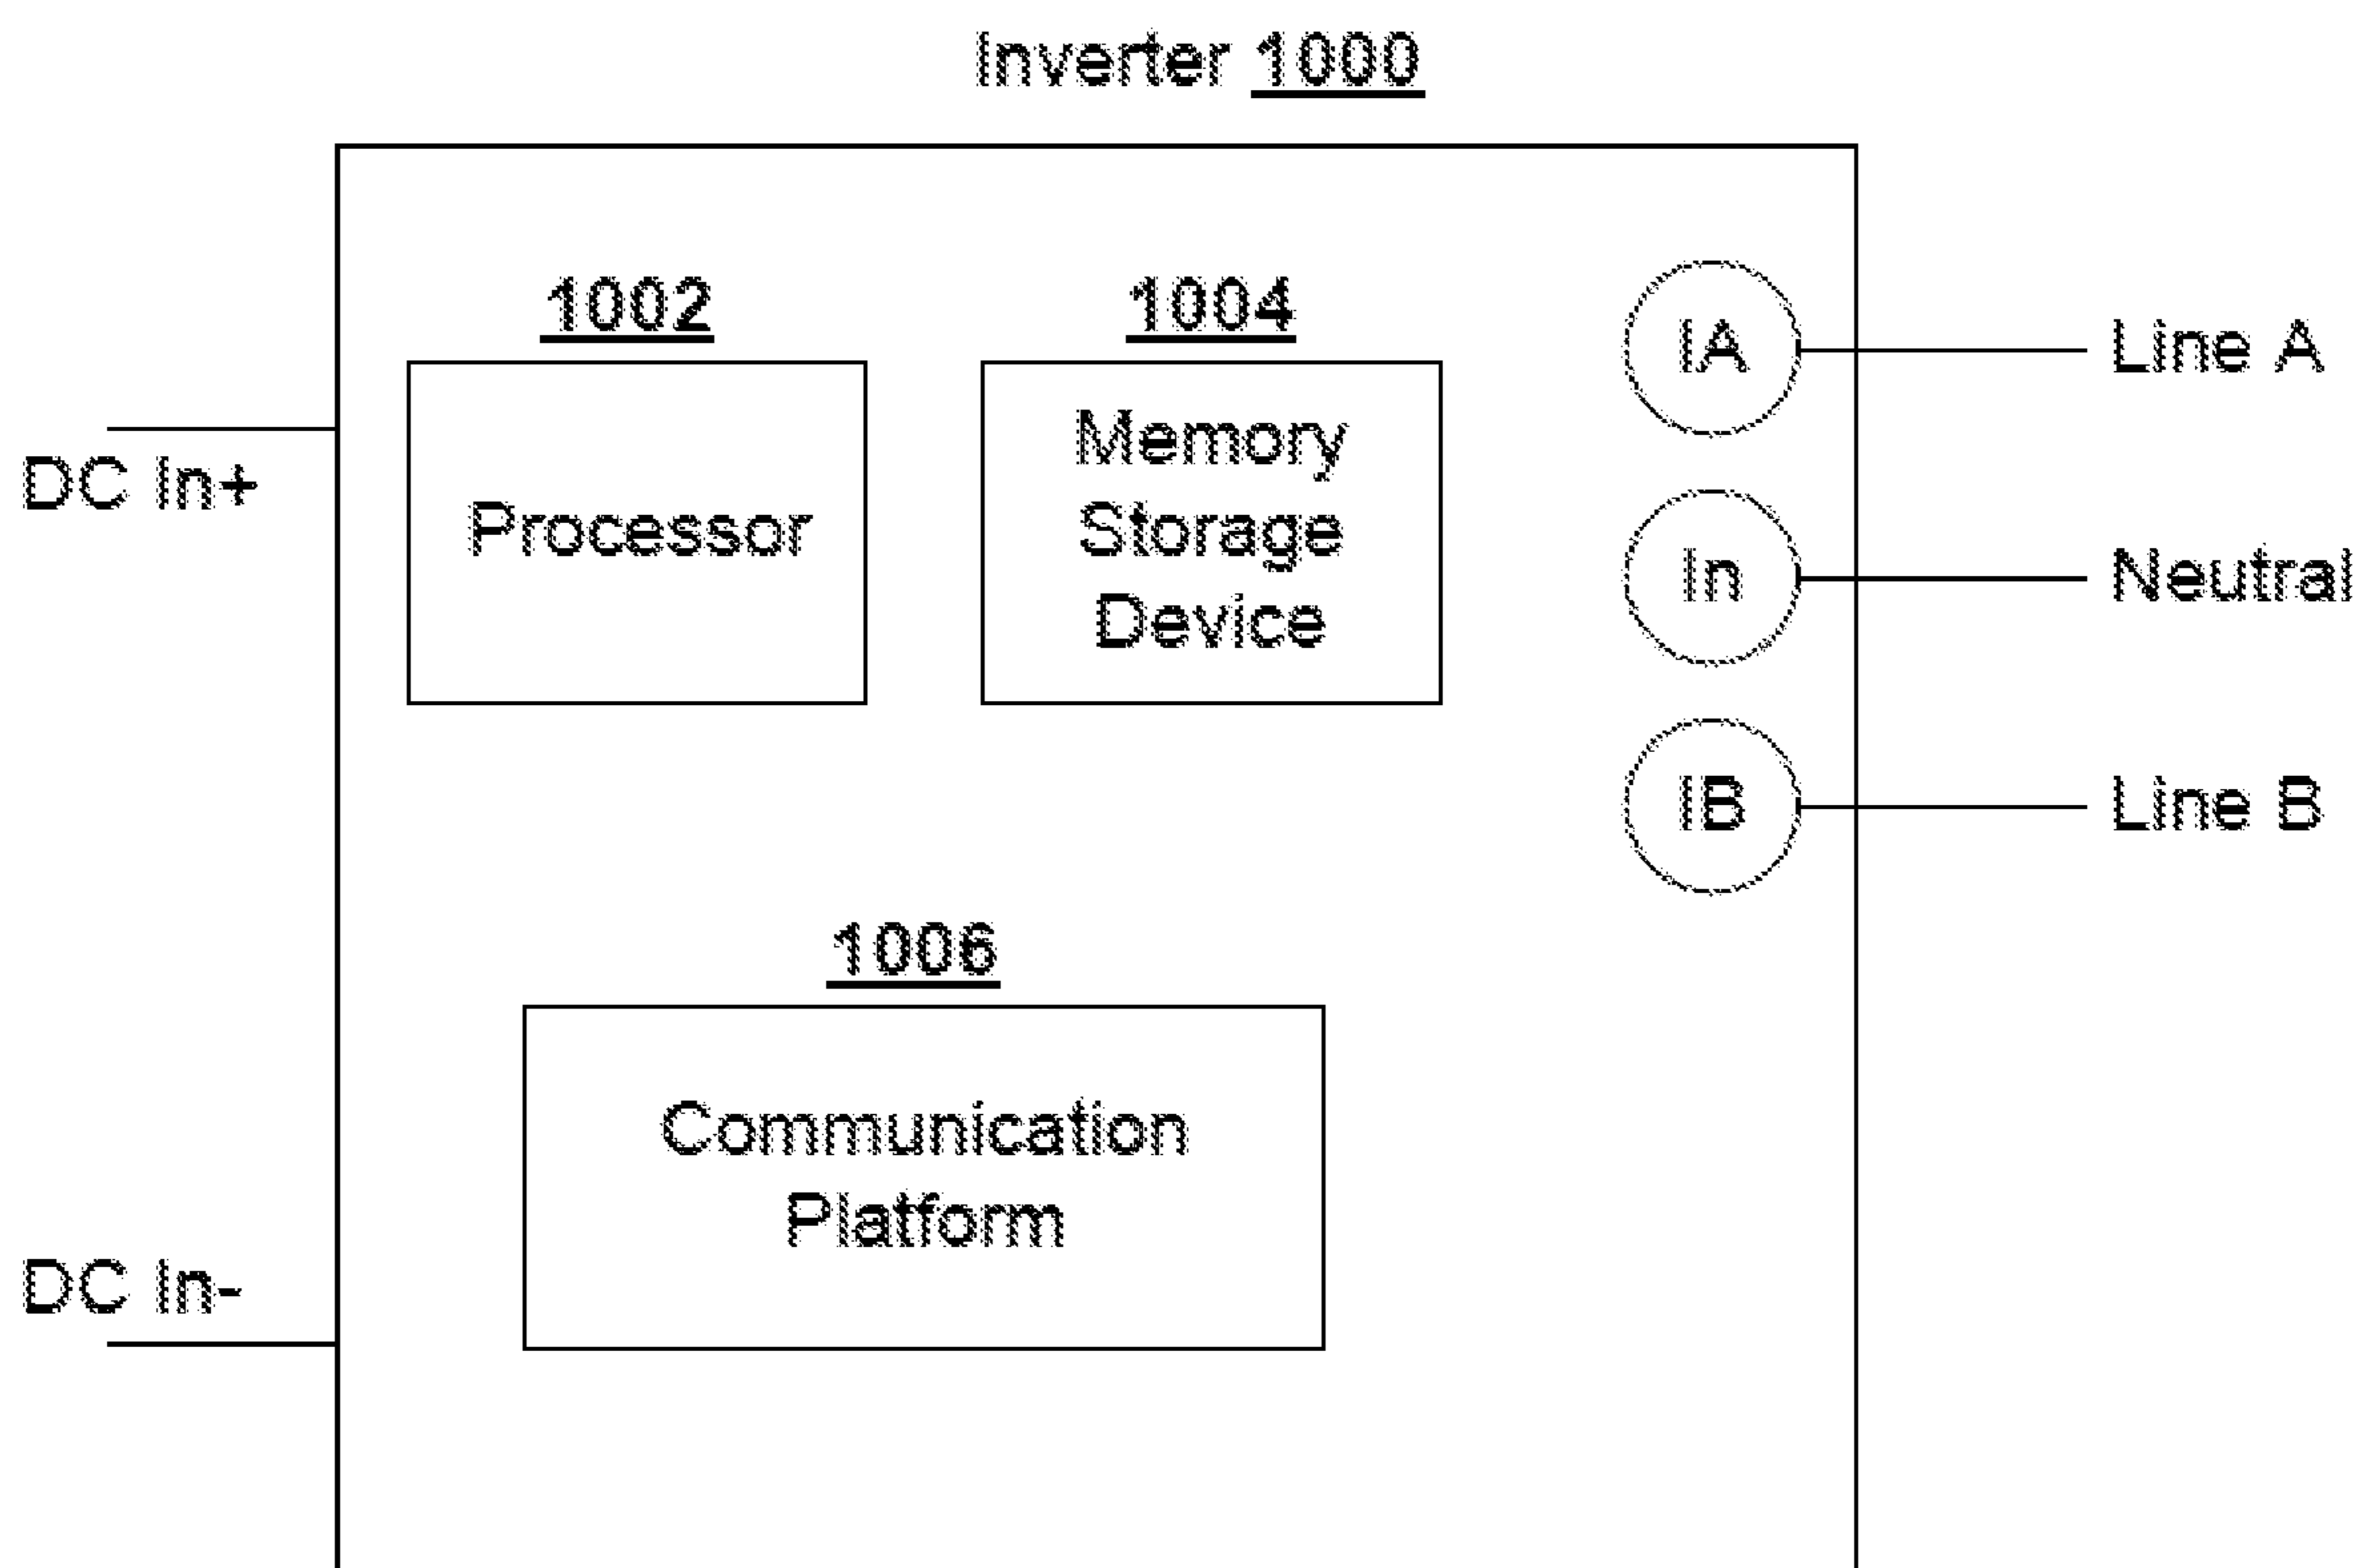 Inverter 1000
1002
1004
IA
Line A
DC In+
Processor
Memory
Storage
Device
In
Neutral
IB
Line B
1006
Communication
Platform
DC In-